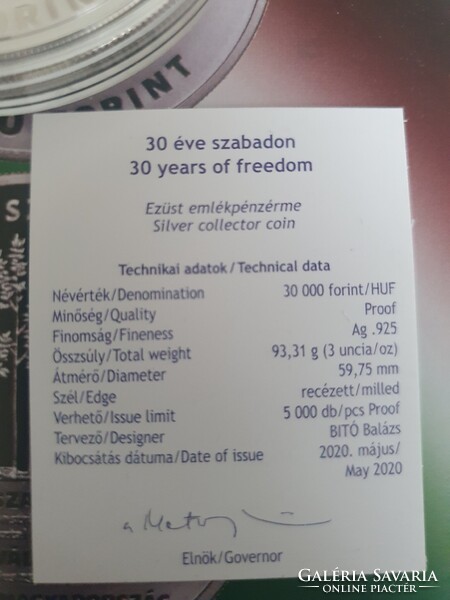 PRINT
30 éve szabadon
30 years of freedom
Ezüst emlékpénzérme
Silver collector coin
Technikai adatok/Technical data
Névérték/Denomination 30 000 forint/HUF
Minőség/Quality Proof
Finomság/Fineness Ag .925
Összsúly/Total weight 93,31 g (3 uncia/oz)
Átmérő/Diameter 59,75 mm
Szél/Edge recézett/milled
Verhető/Issue limit 5 000 db/pcs Proof
Tervező/Designer BITÓ Balázs
Kibocsátás dátuma/Date of issue 2020. május/
May 2020
Elnök/Governor
GALÉRIA SAVARIA
ONLINE PIACTÉR